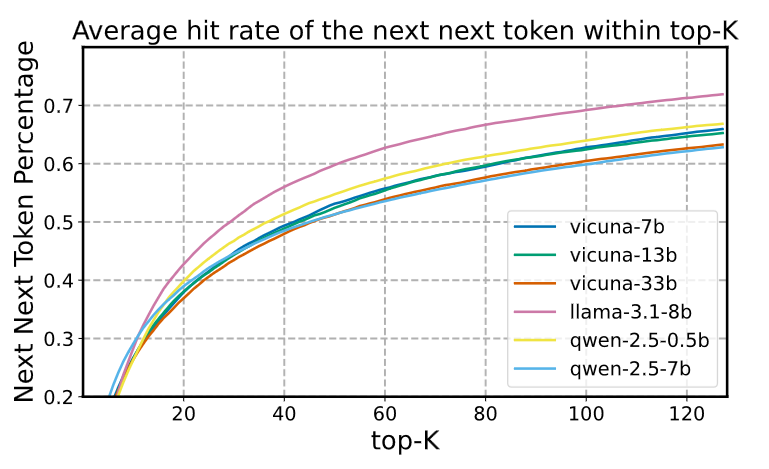 Average hit rate of the next next token within top-K
Next Next Token Percentage
0.7
0.6
0.5
0.4
0.3
0.2
20 40 60 80 100 120
top-K
vicuna-7b
vicuna-13b
vicuna-33b
llama-3.1-8b
qwen-2.5-0.5b
qwen-2.5-7b